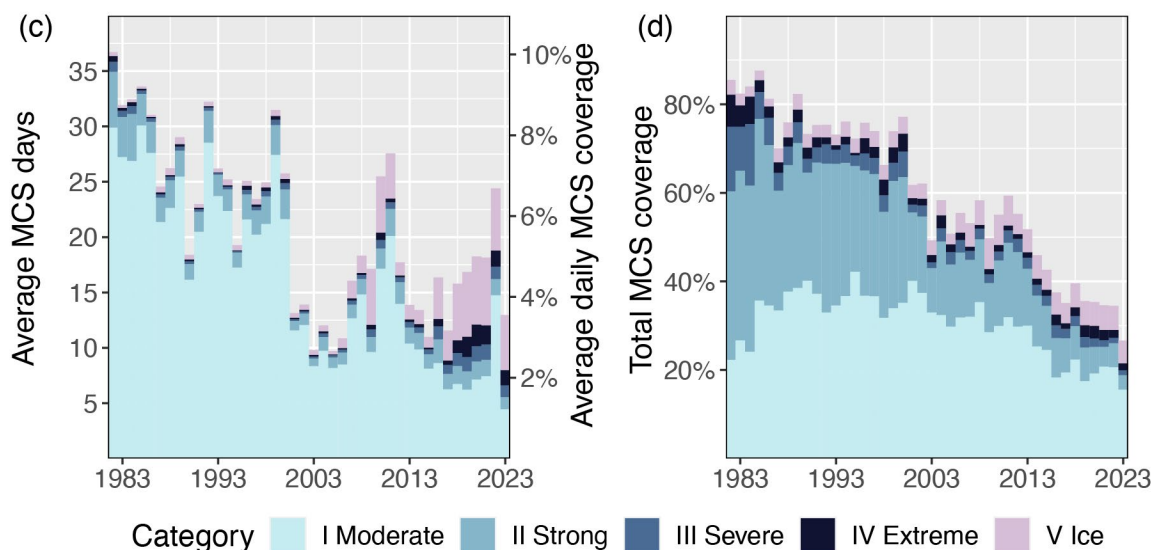 (c)
Average MCS days
35
30
25
20
15
10
5
10%
8%
6%
4%
2%
Average daily MCS coverage
1983 1993 2003 2013 2023
(d)
Total MCS coverage
80%
60%
40%
20%
1983 1993 2003 2013 2023
Category I Moderate II Strong III Severe IV Extreme V Ice